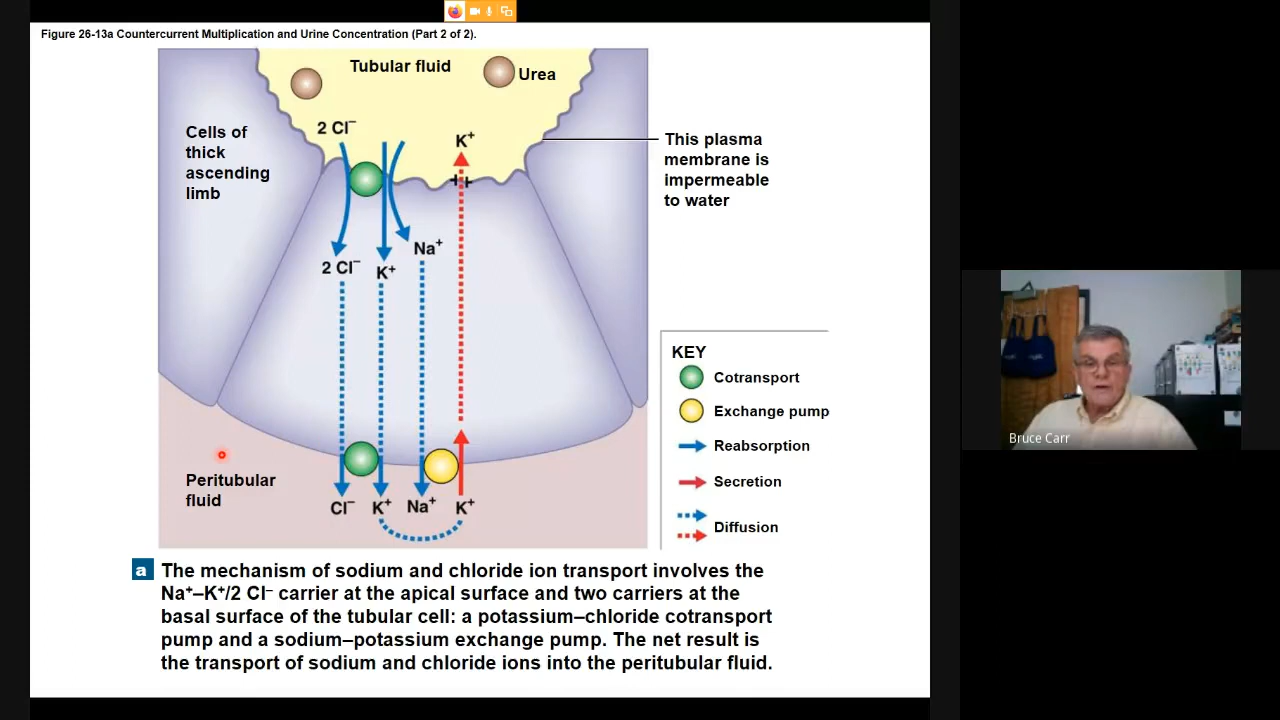 Figure 26-13a Countercurrent Multiplication and Urine Concentration (Part 2 of 2).
Tubular fluid
Urea
Cells of
thick
ascending
limb
2 Cl⁻
K⁺
This plasma
membrane is
impermeable
to water
++
Na⁺
2 Cl⁻
K⁺
KEY
Cotransport
Exchange pump
Reabsorption
Secretion
Diffusion
Peritubular
fluid
Cl⁻ K⁺ Na⁺ K⁺
a The mechanism of sodium and chloride ion transport involves the
Na⁺–K⁺/2 Cl⁻ carrier at the apical surface and two carriers at the
basal surface of the tubular cell: a potassium–chloride cotransport
pump and a sodium–potassium exchange pump. The net result is
the transport of sodium and chloride ions into the peritubular fluid.
Bruce Carr